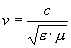 v = c / √(ε · μ)